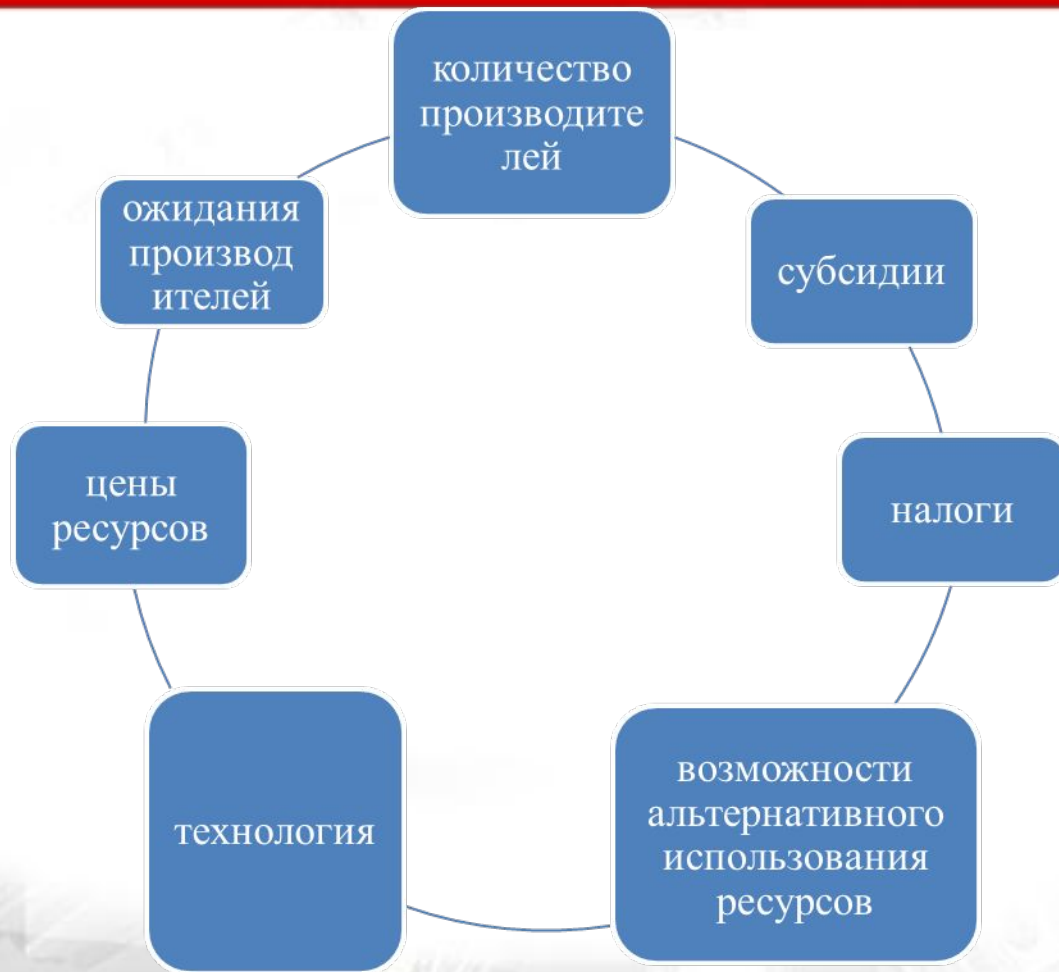 количество
производите
лей
субсидии
налоги
возможности
альтернативного
использования
ресурсов
технология
цены
ресурсов
ожидания
производ
ителей